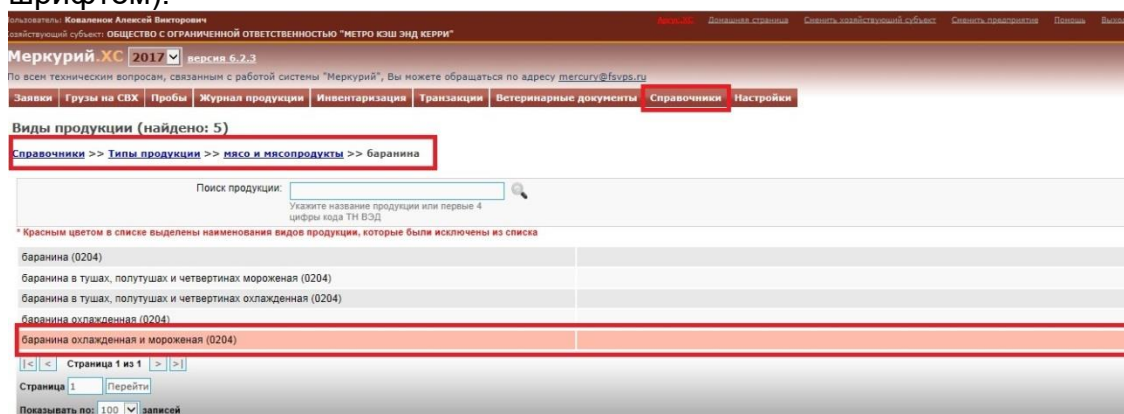 шрифтом).
Пользователь: Коваленок Алексей Викторович
Аргус.ХС Домашняя страница Сменить хозяйствующий субъект Сменить предприятие Помощь Выход
Хозяйствующий субъект: ОБЩЕСТВО С ОГРАНИЧЕННОЙ ОТВЕТСТВЕННОСТЬЮ "МЕТРО КЭШ ЭНД КЕРРИ"
Меркурий.ХС 2017 версия 6.2.3
По всем техническим вопросам, связанным с работой системы "Меркурий", Вы можете обращаться по адресу mercury@fsvps.ru
Заявки Грузы на СВХ Пробы Журнал продукции Инвентаризация Транзакции Ветеринарные документы Справочники Настройки
Виды продукции (найдено: 5)
Справочники >> Типы продукции >> мясо и мясопродукты >> баранина
Поиск продукции:
Укажите название продукции или первые 4
цифры кода ТН ВЭД
* Красным цветом в списке выделены наименования видов продукции, которые были исключены из списка
баранина (0204)
баранина в тушах, полутушах и четвертинах мороженая (0204)
баранина в тушах, полутушах и четвертинах охлажденная (0204)
баранина охлажденная (0204)
баранина охлажденная и мороженая (0204)
|< < Страница 1 из 1 > >|
Страница 1 Перейти
Показывать по: 100 записей